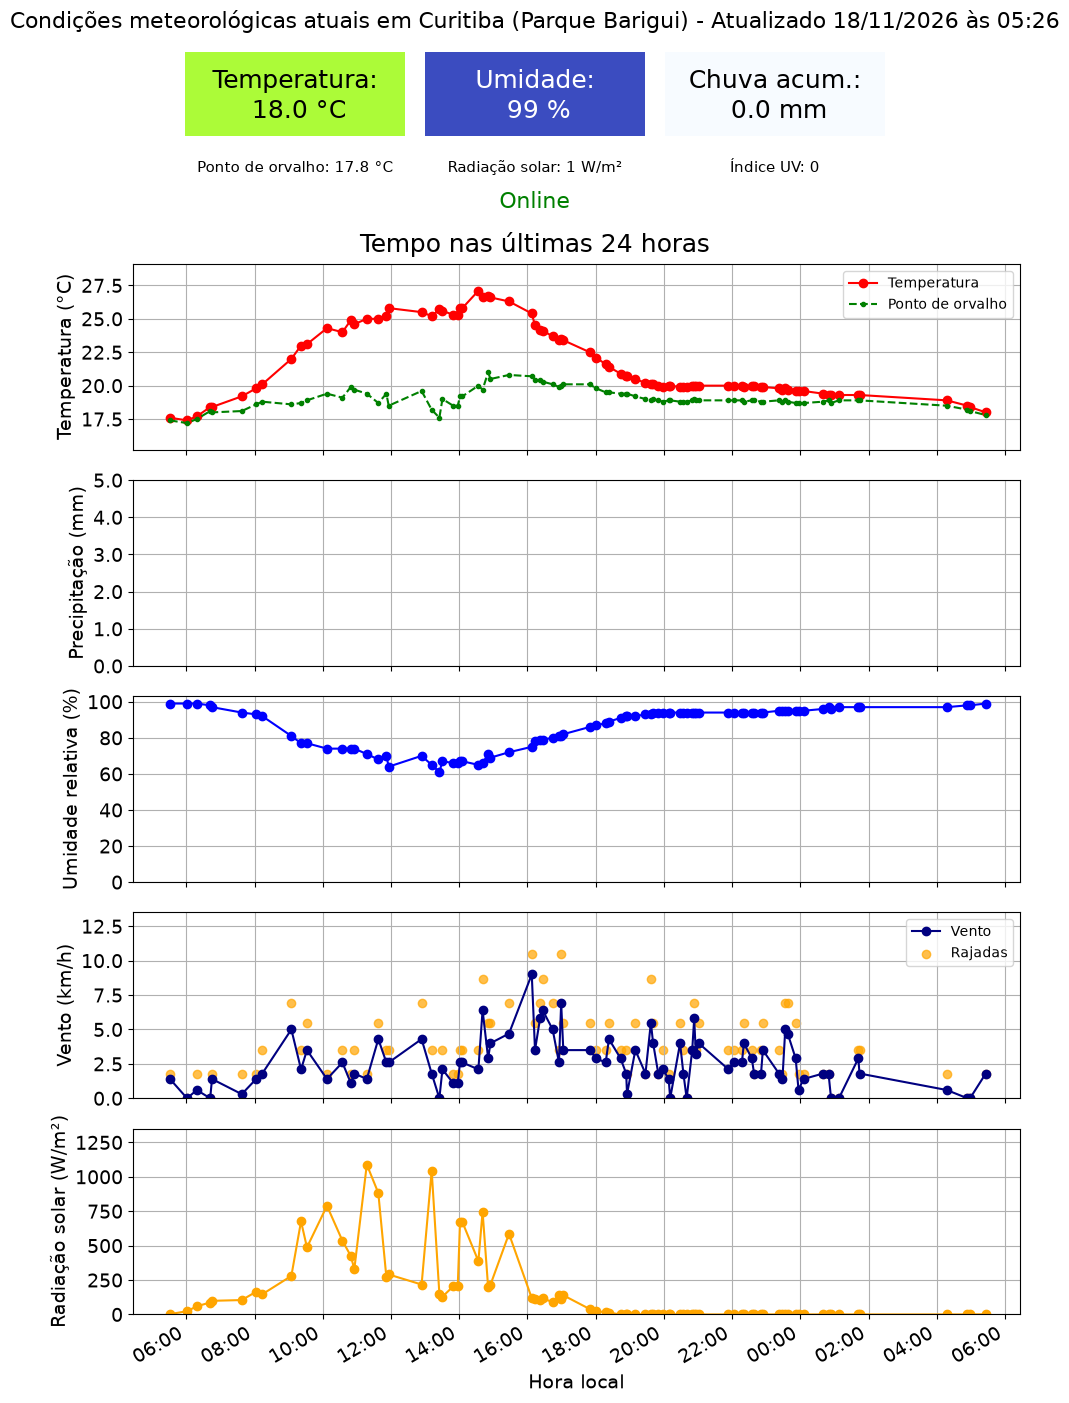 Condições meteorológicas atuais em Curitiba (Parque Barigui) - Atualizado 18/11/2026 às 05:26
Temperatura:
18.0 °C
Umidade:
99 %
Chuva acum.:
0.0 mm
Ponto de orvalho: 17.8 °C
Radiação solar: 1 W/m²
Índice UV: 0
Online
Tempo nas últimas 24 horas
Temperatura (°C)
27.5
25.0
22.5
20.0
17.5
Temperatura
Ponto de orvalho
Precipitação (mm)
5.0
4.0
3.0
2.0
1.0
0.0
Umidade relativa (%)
100
80
60
40
20
0
Vento (km/h)
12.5
10.0
7.5
5.0
2.5
0.0
Vento
Rajadas
Radiação solar (W/m²)
1250
1000
750
500
250
0
06:00
08:00
10:00
12:00
14:00
16:00
18:00
20:00
22:00
00:00
02:00
04:00
06:00
Hora local